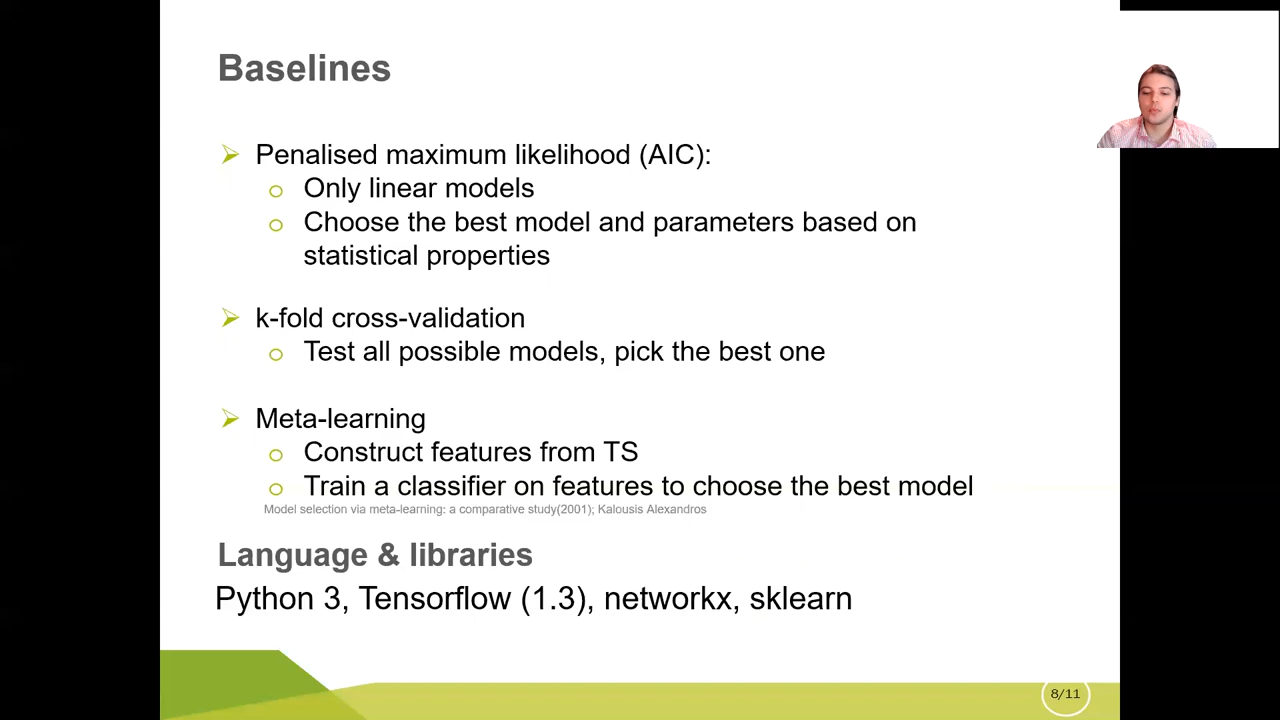 Baselines
Penalised maximum likelihood (AIC):
Only linear models
Choose the best model and parameters based on
statistical properties
k-fold cross-validation
Test all possible models, pick the best one
Meta-learning
Construct features from TS
Train a classifier on features to choose the best model
Model selection via meta-learning: a comparative study(2001); Kalousis Alexandros
Language & libraries
Python 3, Tensorflow (1.3), networkx, sklearn
8/11